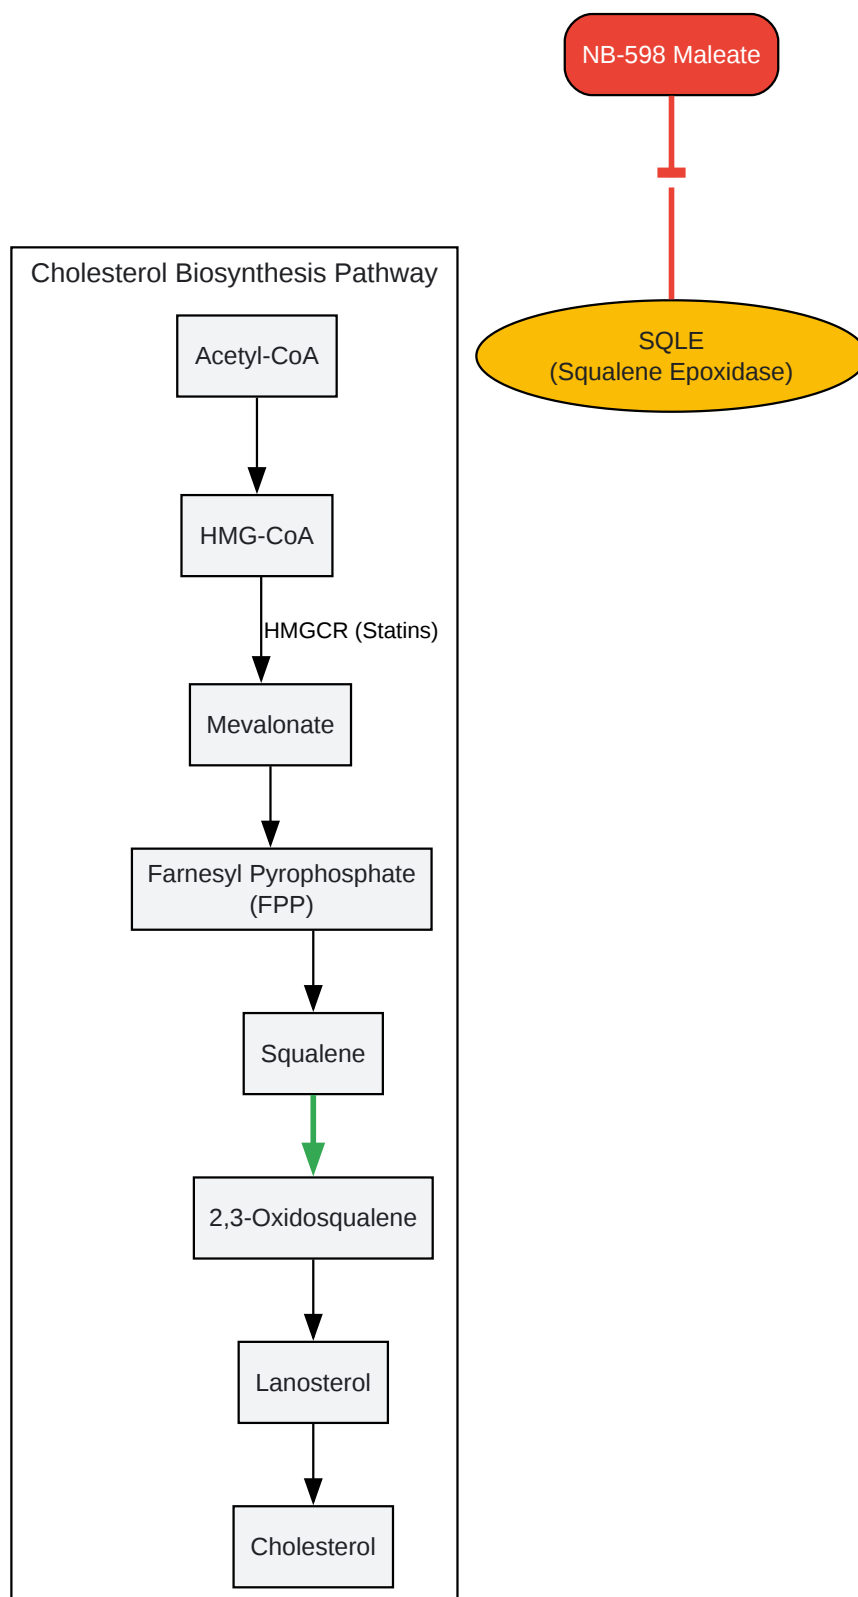 NB-598 Maleate
Cholesterol Biosynthesis Pathway
SQLE
(Squalene Epoxidase)
Acetyl-CoA
HMG-CoA
HMGCR (Statins)
Mevalonate
Farnesyl Pyrophosphate
(FPP)
Squalene
2,3-Oxidosqualene
Lanosterol
Cholesterol